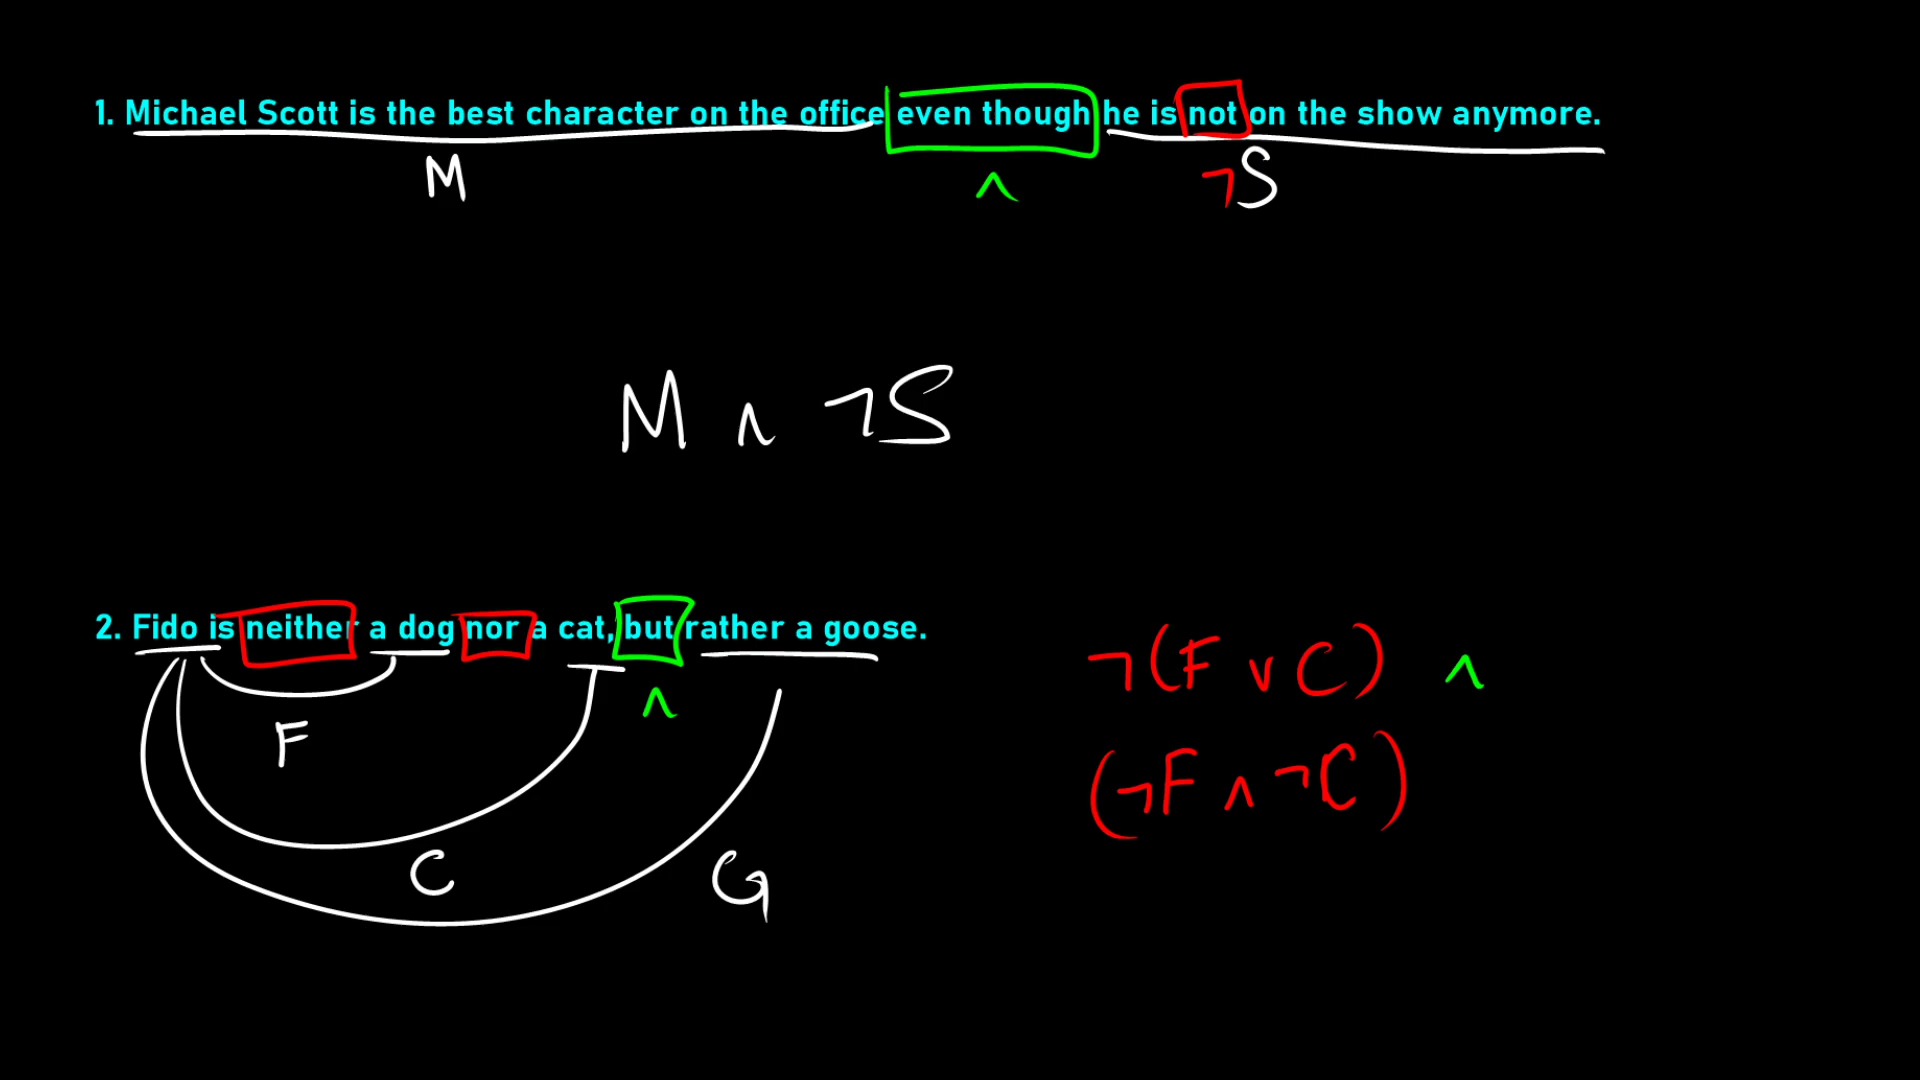 1. Michael Scott is the best character on the office even though he is not on the show anymore.
M ∧ ¬S
M ∧ ¬S
2. Fido is neither a dog nor a cat, but rather a goose.
¬(F ∨ C) ∧
∧
F
(¬F ∧ ¬C)
C G